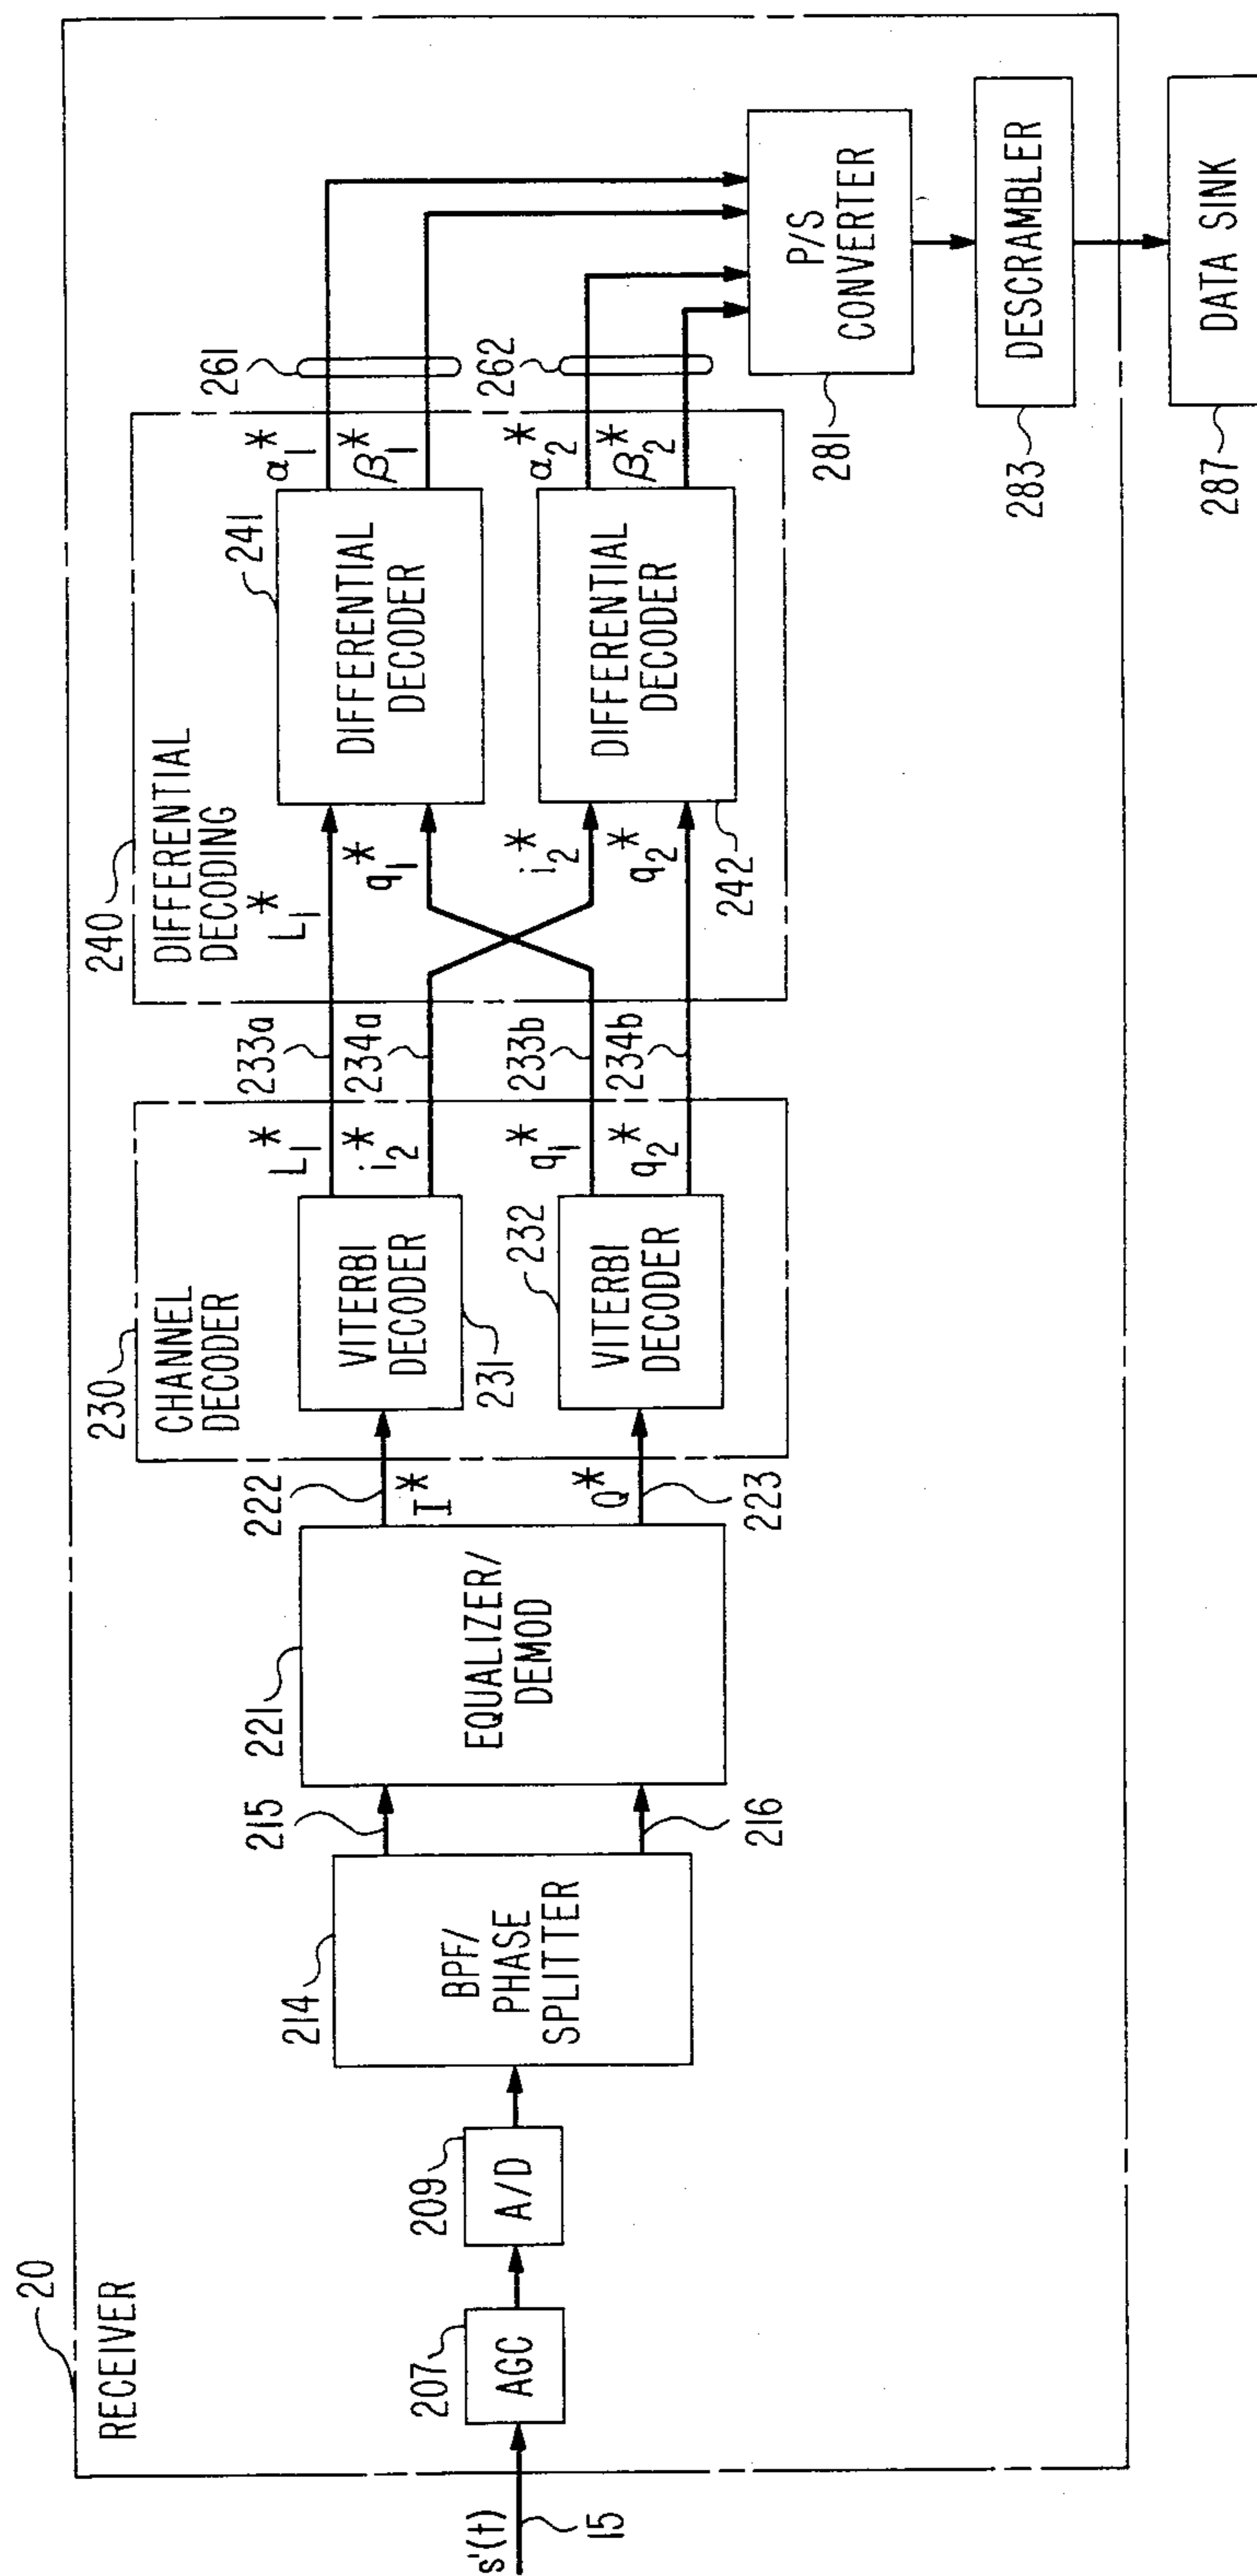 20
RECEIVER
s'(t)
15
207
AGC
209
A/D
214
BPF/
PHASE
SPLITTER
215
216
221
EQUALIZER/
DEMOD
222
I*
Q*
223
230
CHANNEL
DECODER
VITERBI
DECODER
231
232
VITERBI
DECODER
L₁*
i₂*
q₁*
q₂*
233a
234a
233b
234b
240
DIFFERENTIAL
DECODING
L₁*
q₁*
i₂*
q₂*
241
DIFFERENTIAL
DECODER
DIFFERENTIAL
DECODER
242
α₁*
β₁*
α₂*
β₂*
261
262
P/S
CONVERTER
281
DESCRAMBLER
283
DATA SINK
287